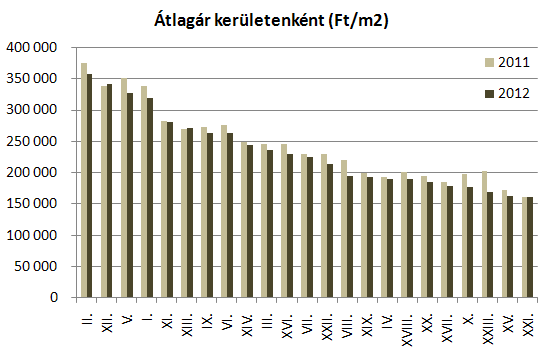 Átlagár kerületenként (Ft/m2)
400 000
350 000
300 000
250 000
200 000
150 000
100 000
50 000
0
2011
2012
II.
XII.
V.
I.
XI.
XIII.
IX.
VI.
XIV.
III.
XVI.
VII.
XXII.
VIII.
XIX.
IV.
XVIII.
XX.
XVII.
X.
XXIII.
XV.
XXI.